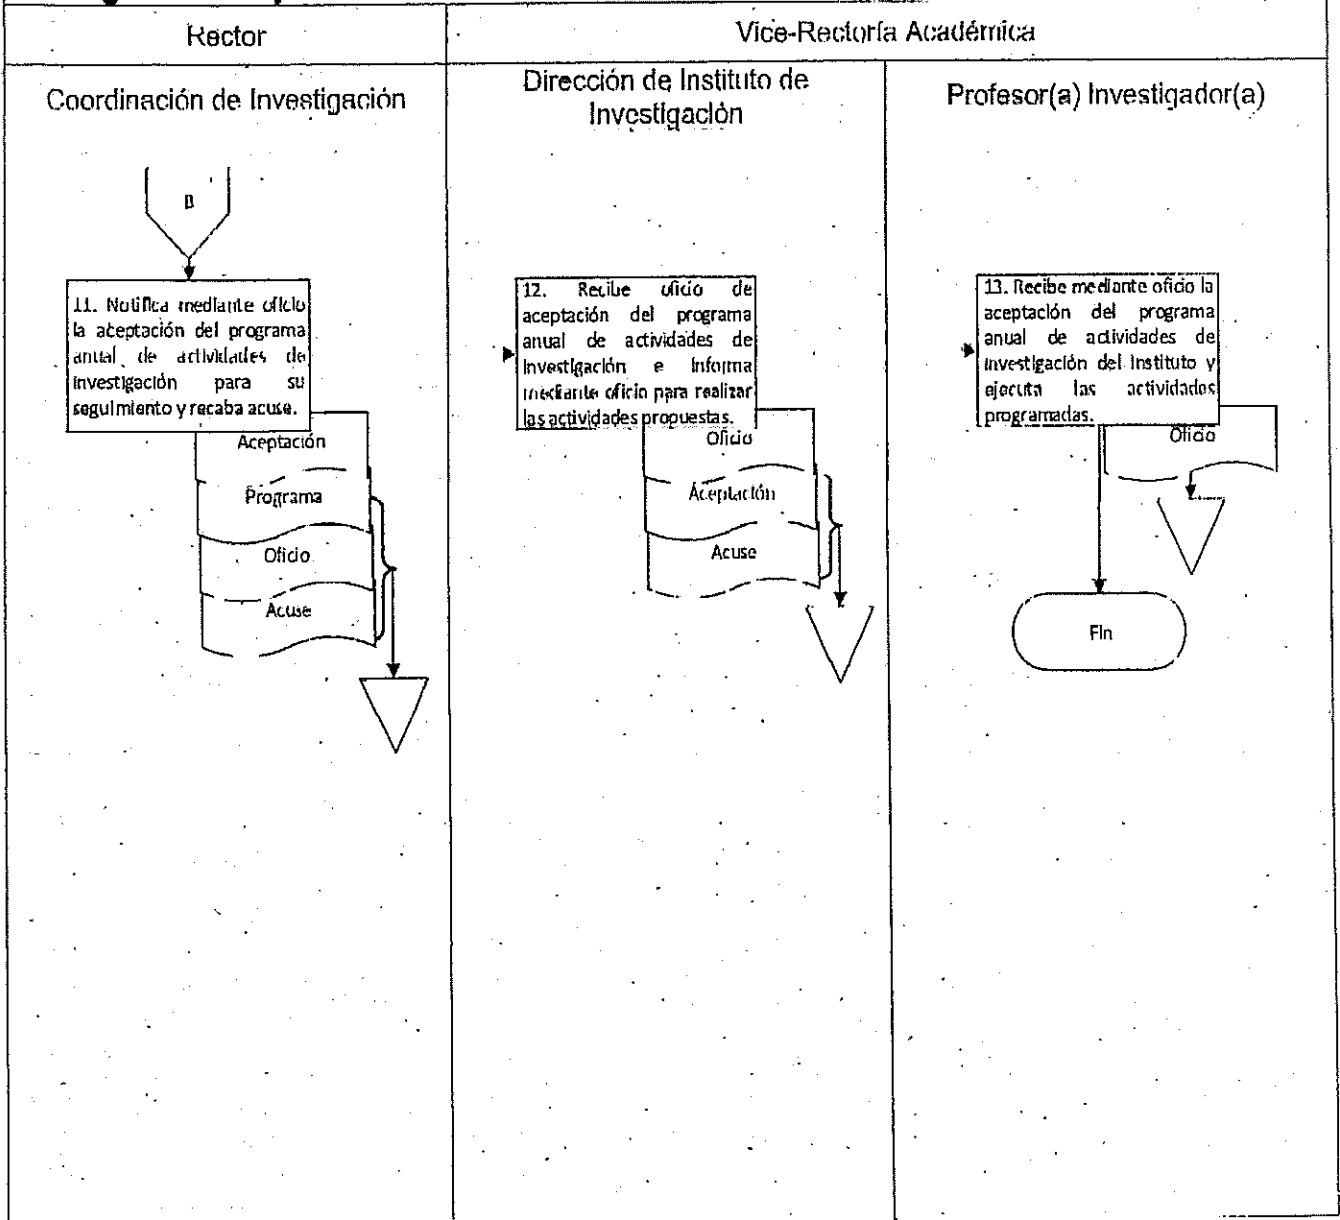 Rector
Vice-Rectoría Académica
Coordinación de Investigación
Dirección de Instituto de
Investigación
Profesor(a) Investigador(a)
B
11. Notifica mediante oficio
la aceptación del programa
anual de actividades de
investigación para su
seguimiento y recaba acuse.
Aceptación
Programa
Oficio
Acuse
12. Recibe oficio de
aceptación del programa
anual de actividades de
investigación e informa
mediante oficio para realizar
las actividades propuestas.
Oficio
Aceptación
Acuse
13. Recibe mediante oficio la
aceptación del programa
anual de actividades de
investigación del Instituto y
ejecuta las actividades
programadas.
Oficio
Fin